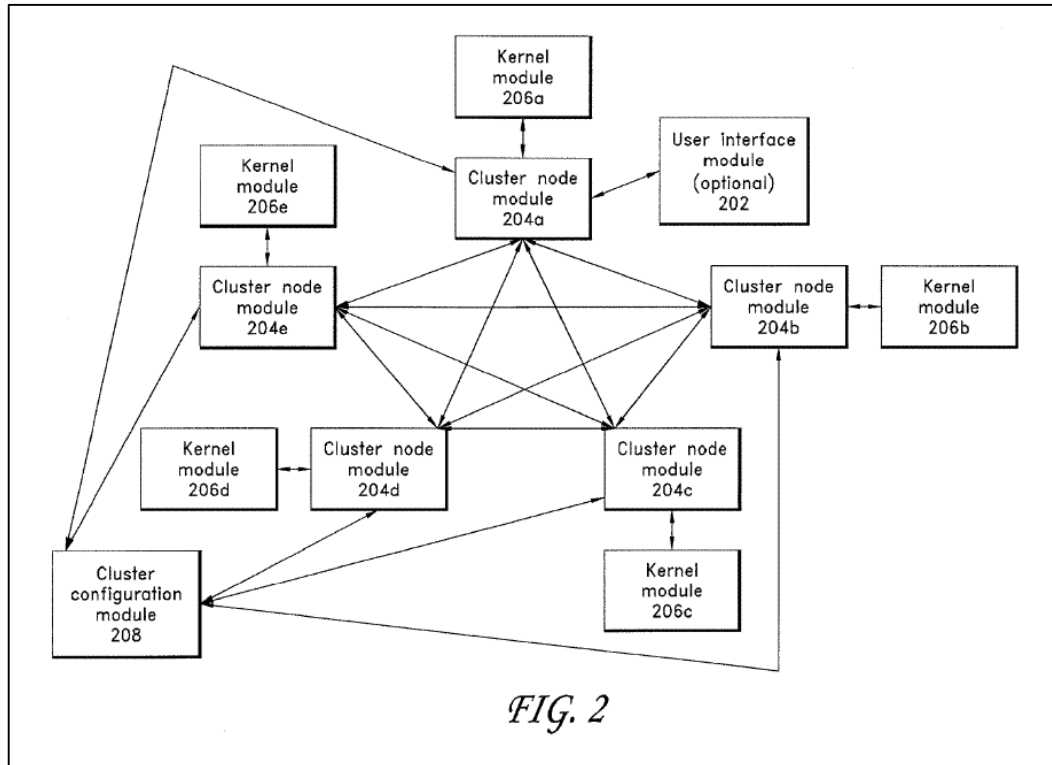 Kernel
module
206a
User interface
module
(optional)
202
Cluster node
module
204a
Kernel
module
206e
Cluster node
module
204e
Cluster node
module
204b
Kernel
module
206b
Kernel
module
206d
Cluster node
module
204d
Cluster node
module
204c
Cluster
configuration
module
208
Kernel
module
206c
FIG. 2